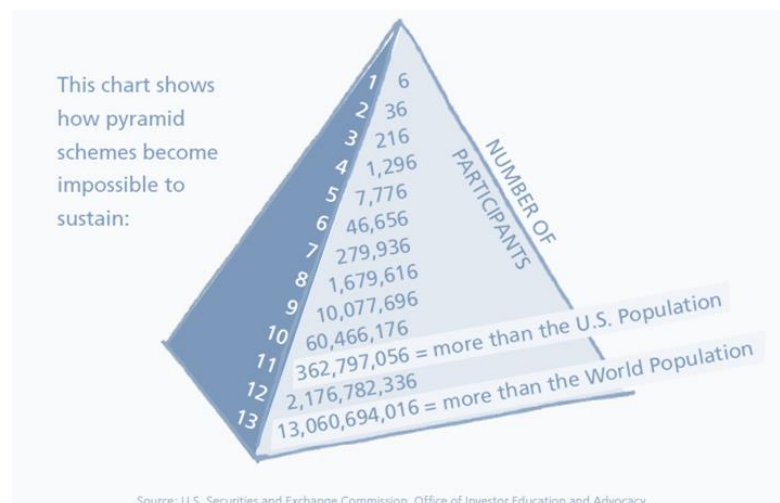 This chart shows
how pyramid
schemes become
impossible to
sustain:
NUMBER OF
PARTICIPANTS
1 6
2 36
3 216
4 1,296
5 7,776
6 46,656
7 279,936
8 1,679,616
9 10,077,696
10 60,466,176
11 362,797,056 = more than the U.S. Population
12 2,176,782,336
13 13,060,694,016 = more than the World Population
Source: U.S. Securities and Exchange Commission, Office of Investor Education and Advocacy